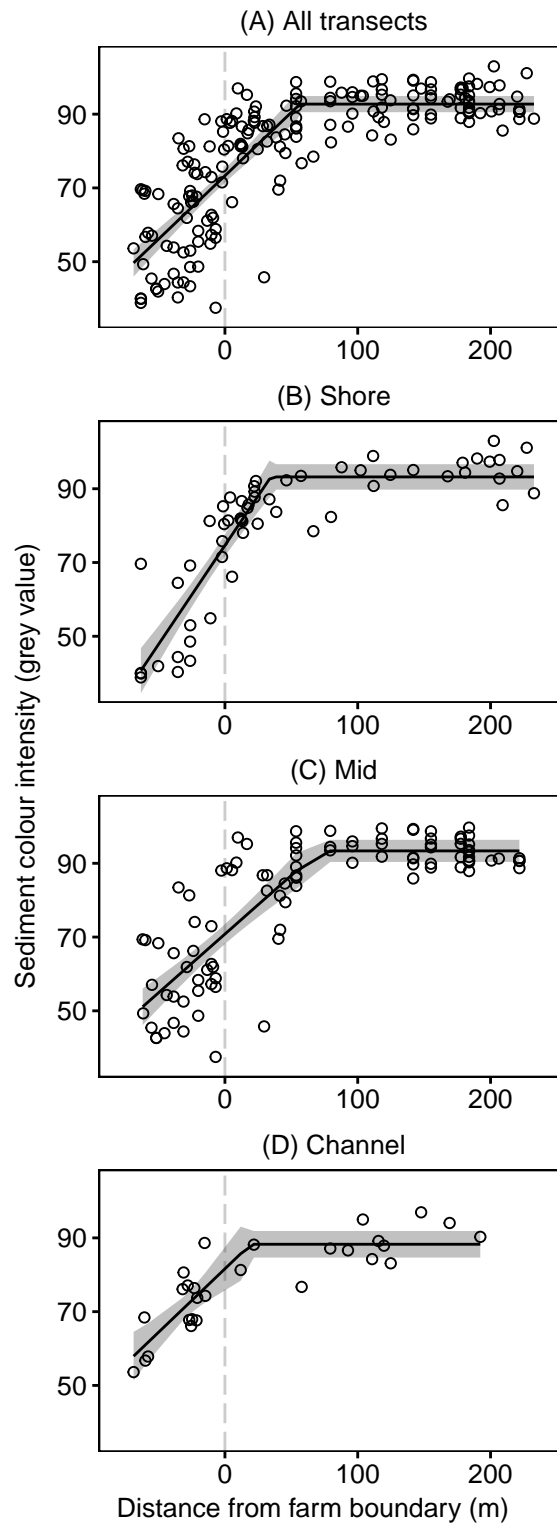 (A) All transects
90
70
50
0 100 200
(B) Shore
90
70
50
0 100 200
Sediment colour intensity (grey value)
(C) Mid
90
70
50
0 100 200
(D) Channel
90
70
50
0 100 200
Distance from farm boundary (m)